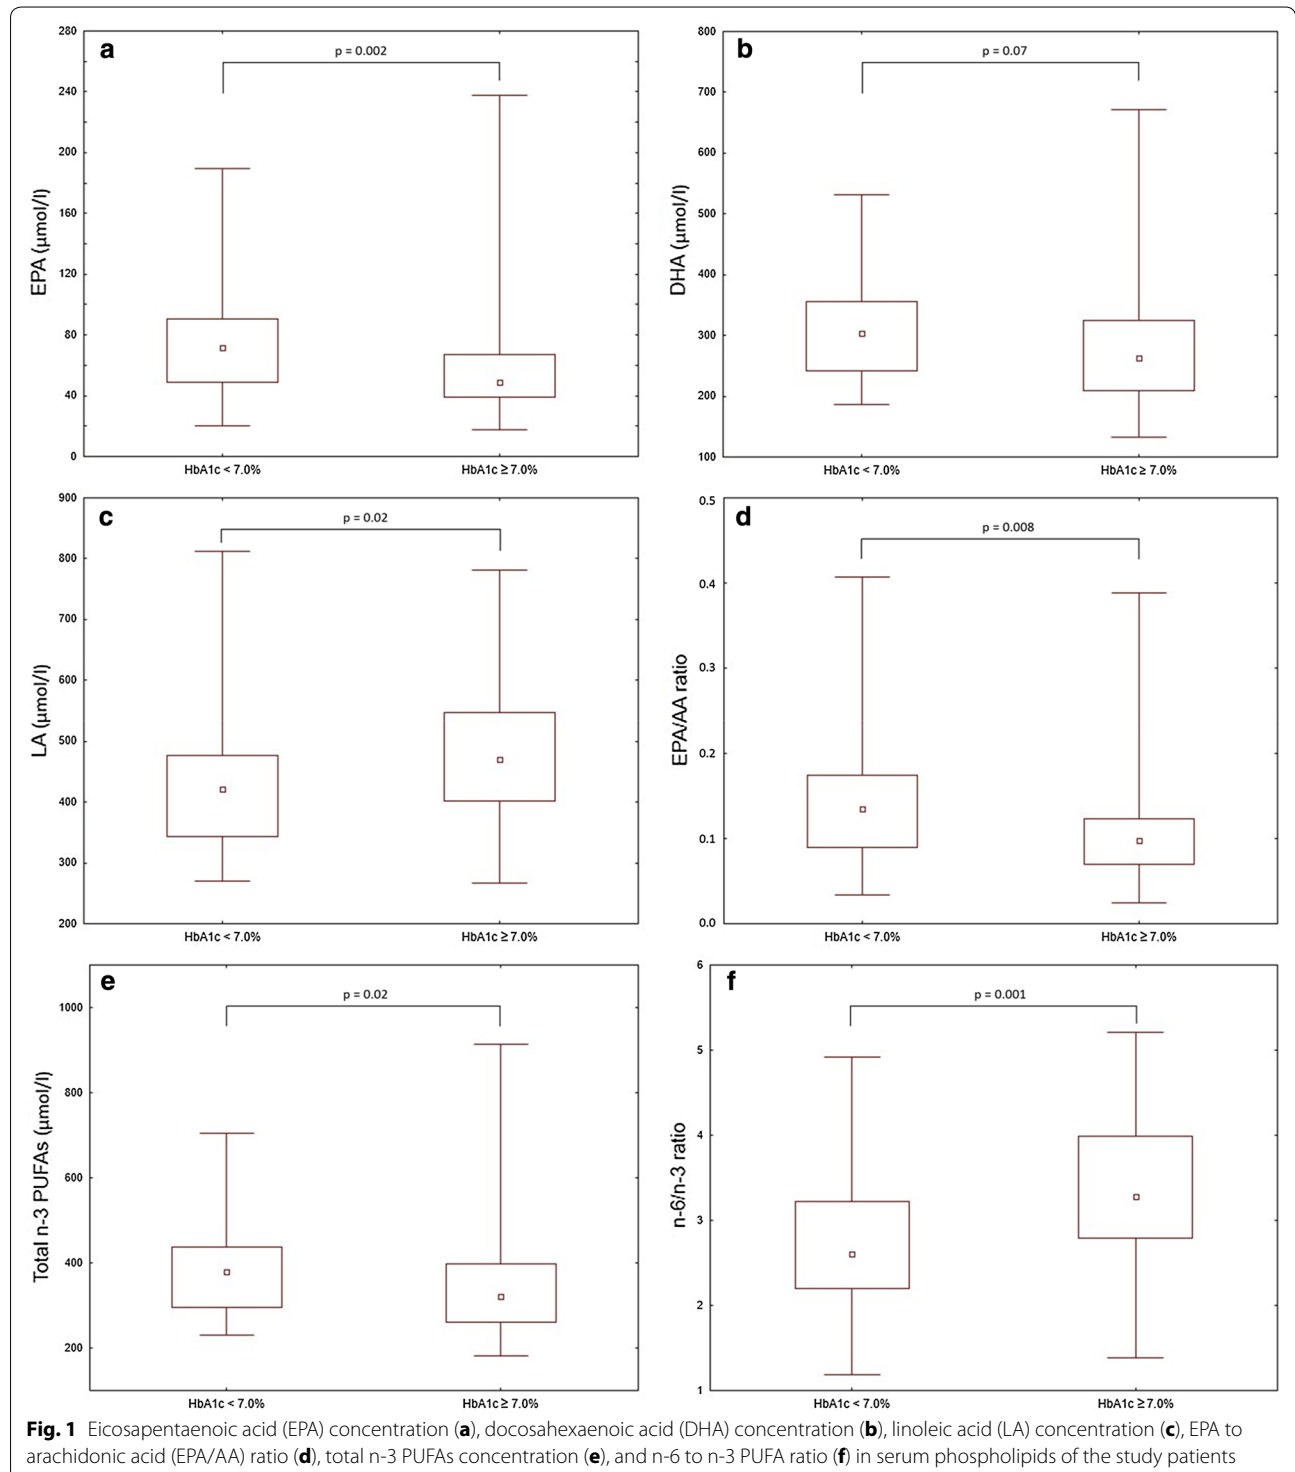 a
p = 0.002
280
240
200
160
120
80
40
0
EPA (µmol/l)
HbA1c < 7.0%
HbA1c ≥ 7.0%
b
p = 0.07
800
700
600
500
400
300
200
100
DHA (µmol/l)
HbA1c < 7.0%
HbA1c ≥ 7.0%
c
p = 0.02
900
800
700
600
500
400
300
200
LA (µmol/l)
HbA1c < 7.0%
HbA1c ≥ 7.0%
d
p = 0.008
0.5
0.4
0.3
0.2
0.1
0.0
EPA/AA ratio
HbA1c < 7.0%
HbA1c ≥ 7.0%
e
p = 0.02
1000
800
600
400
200
Total n-3 PUFAs (µmol/l)
HbA1c < 7.0%
HbA1c ≥ 7.0%
f
p = 0.001
6
5
4
3
2
1
n-6/n-3 ratio
HbA1c < 7.0%
HbA1c ≥ 7.0%
Fig. 1 Eicosapentaenoic acid (EPA) concentration (a), docosahexaenoic acid (DHA) concentration (b), linoleic acid (LA) concentration (c), EPA to
arachidonic acid (EPA/AA) ratio (d), total n-3 PUFAs concentration (e), and n-6 to n-3 PUFA ratio (f) in serum phospholipids of the study patients